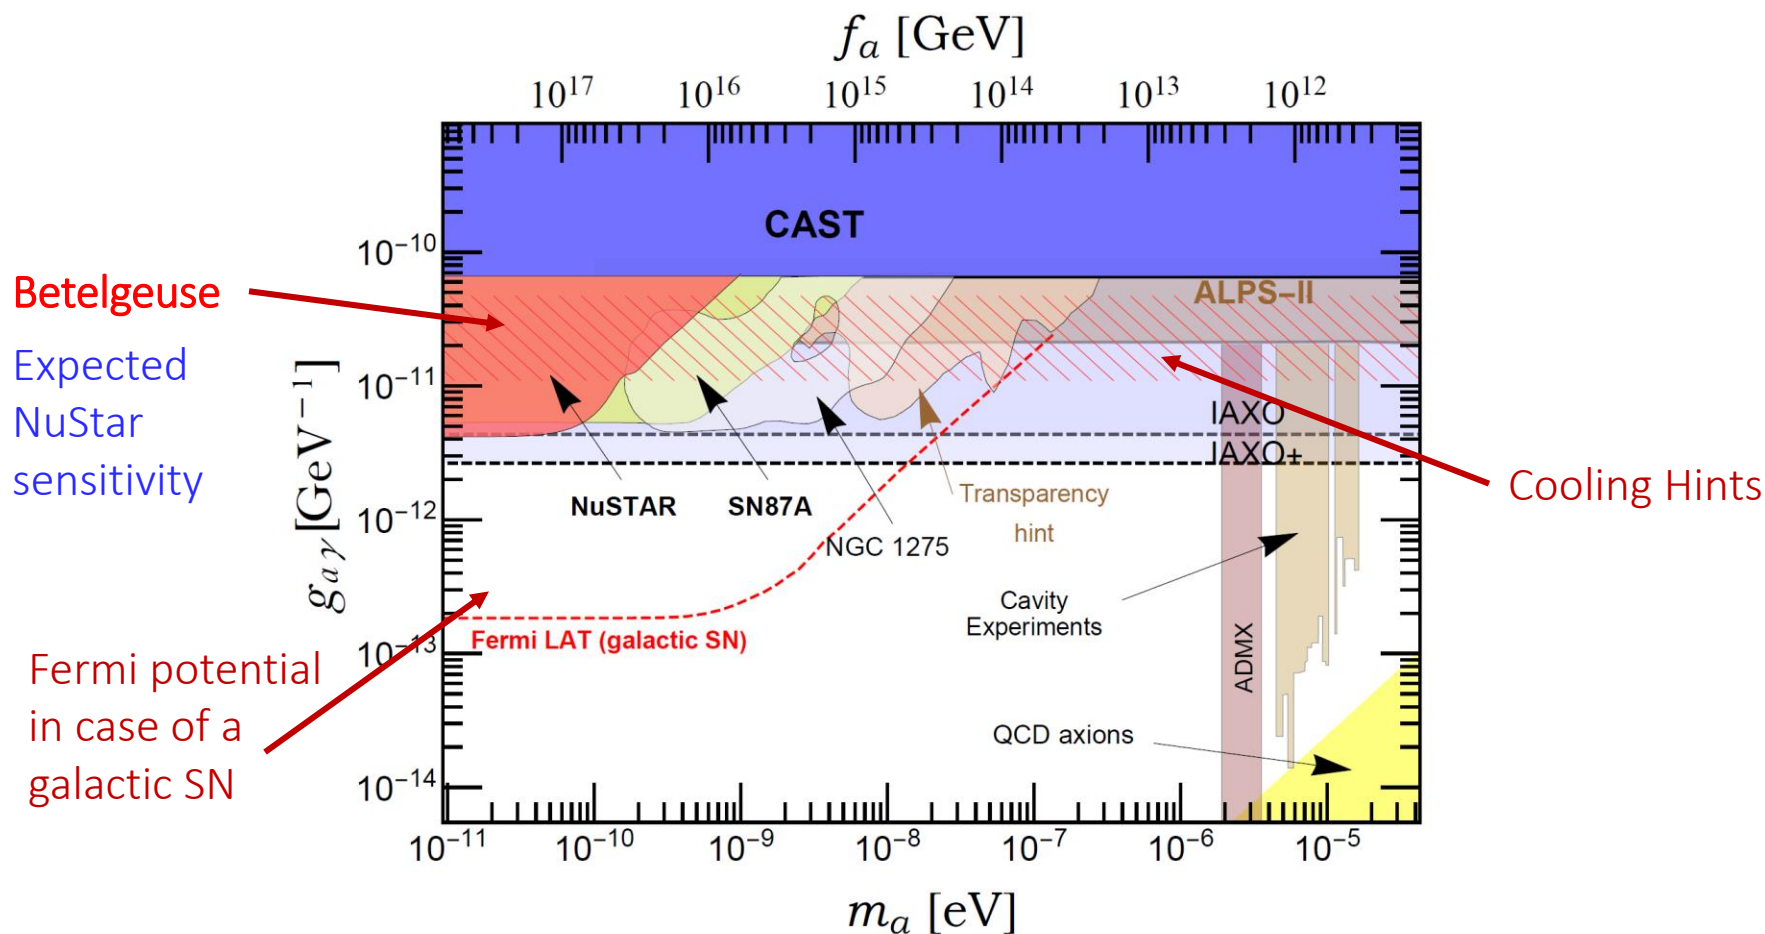 f_a [GeV]
10^17 10^16 10^15 10^14 10^13 10^12
CAST
10^−10
Betelgeuse
ALPS−II
Expected
NuStar
sensitivity
10^−11
g_aγ [GeV^−1]
IAXO
IAXO+
NuSTAR
SN87A
NGC 1275
Transparency
hint
Cooling Hints
10^−12
Cavity
Experiments
Fermi LAT (galactic SN)
10^−13
ADMX
Fermi potential
in case of a
galactic SN
QCD axions
10^−14
10^−11 10^−10 10^−9 10^−8 10^−7 10^−6 10^−5
m_a [eV]